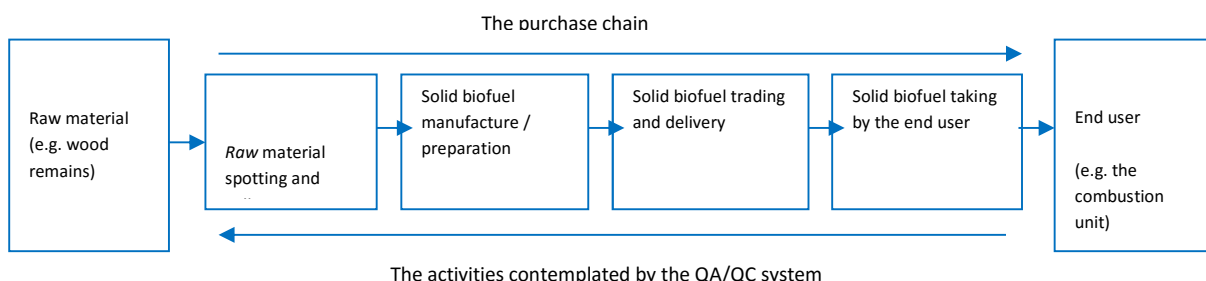 The purchase chain
Raw material
(e.g. wood
remains)
Raw material
spotting and
Solid biofuel
manufacture /
preparation
Solid biofuel trading
and delivery
Solid biofuel taking
by the end user
End user
(e.g. the
combustion
unit)
The activities contemplated by the QA/QC system